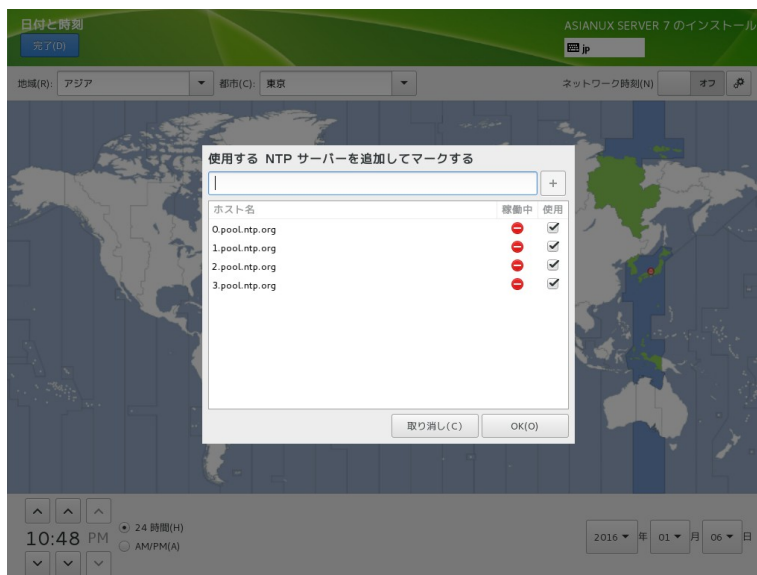 日付と時刻
ASIANUX SERVER 7 のインストール
完了(D)
jp
地域(R): アジア 都市(C): 東京 ネットワーク時刻(N) オフ
使用する NTP サーバーを追加してマークする
+
ホスト名 稼働中 使用
0.pool.ntp.org
1.pool.ntp.org
2.pool.ntp.org
3.pool.ntp.org
取り消し(C) OK(O)
24 時間(H)
10:48 PM
AM/PM(A)
2016 年 01 月 06 日